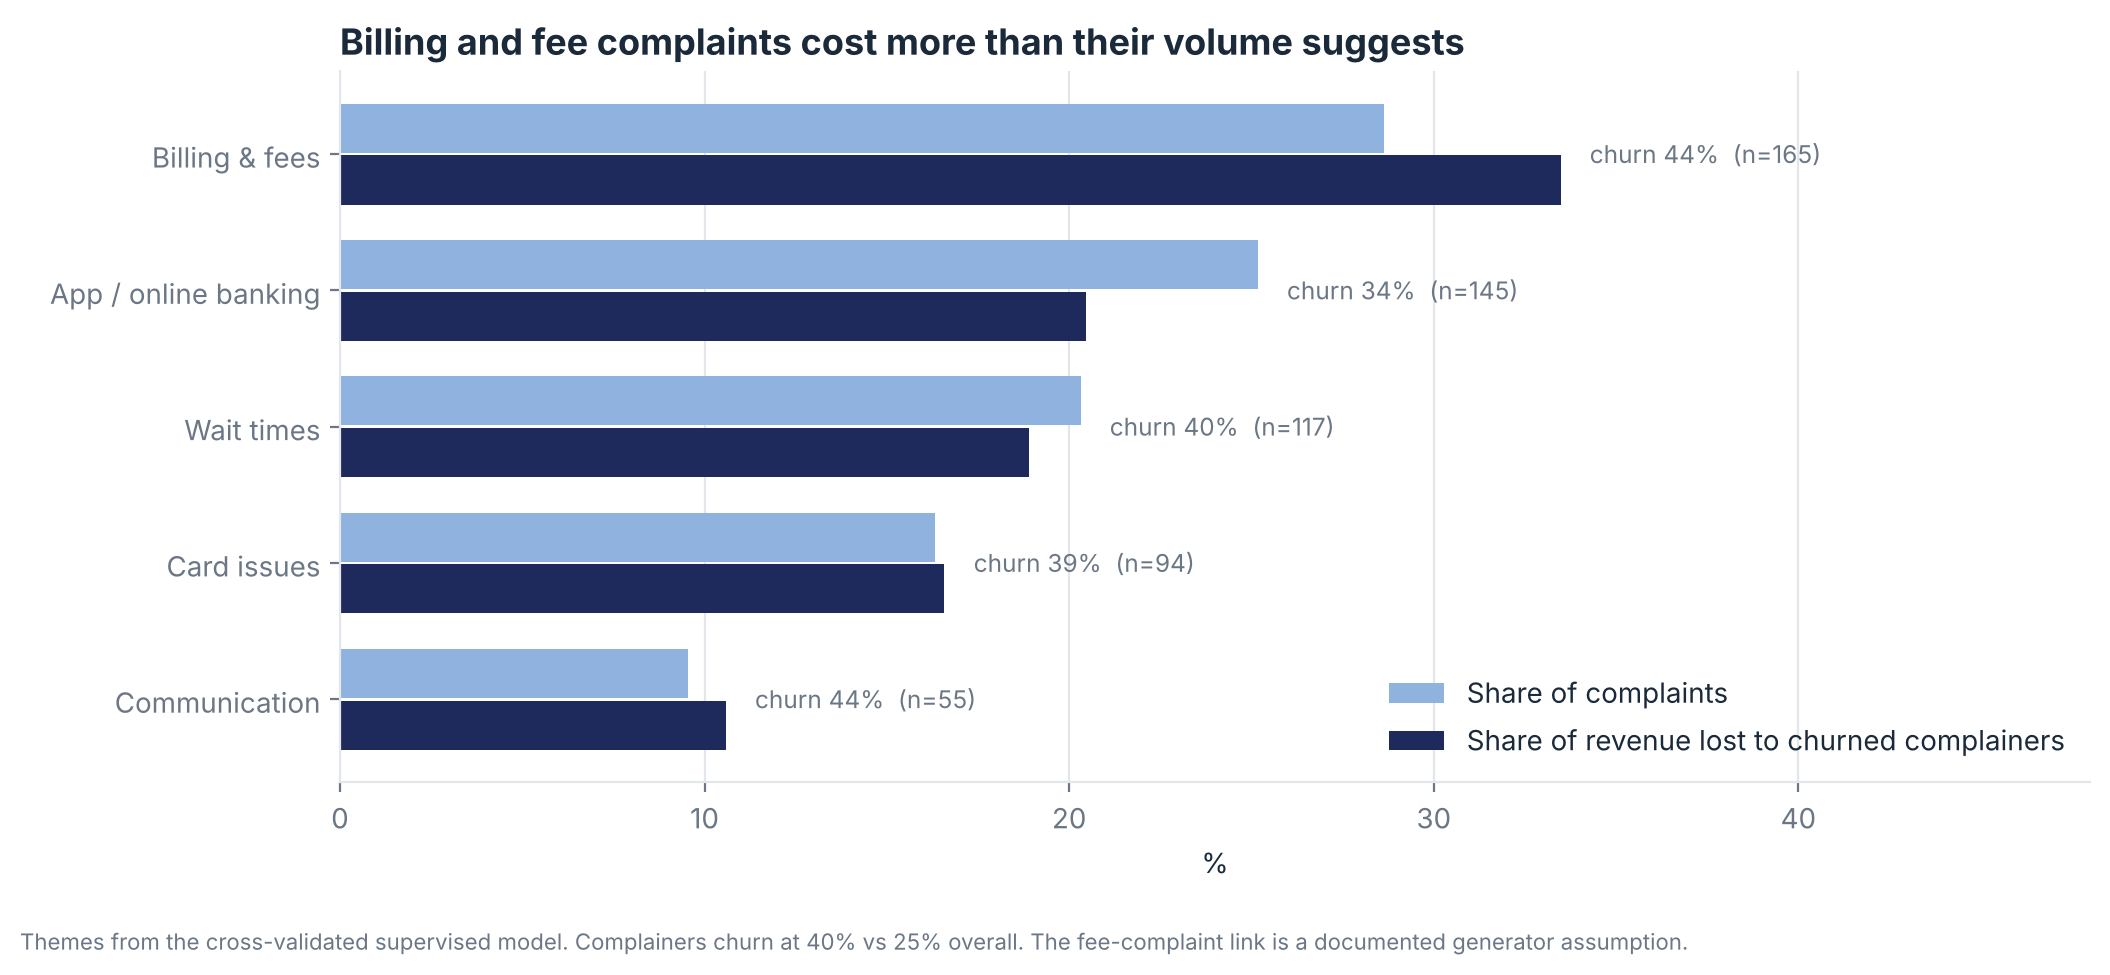 Billing and fee complaints cost more than their volume suggests
Billing & fees
churn 44% (n=165)
App / online banking
churn 34% (n=145)
Wait times
churn 40% (n=117)
Card issues
churn 39% (n=94)
Communication
churn 44% (n=55)
Share of complaints
Share of revenue lost to churned complainers
0 10 20 30 40
%
Themes from the cross-validated supervised model. Complainers churn at 40% vs 25% overall. The fee-complaint link is a documented generator assumption.